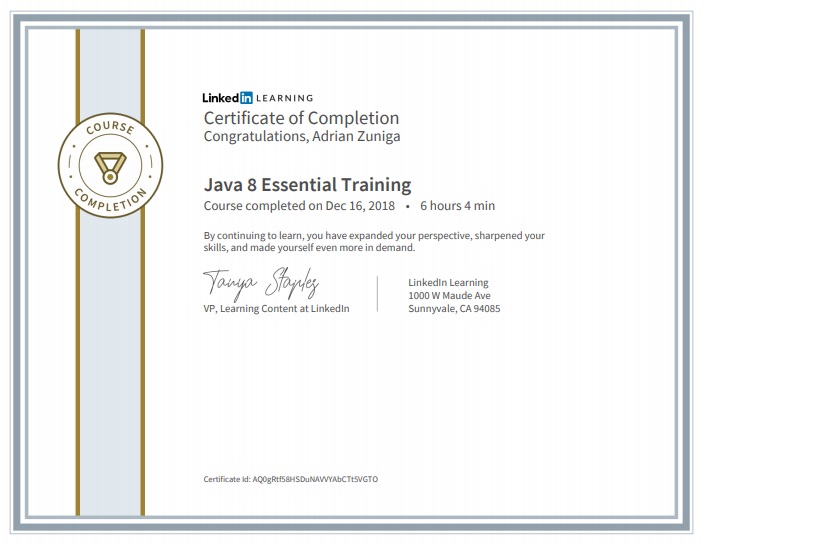 COURSE
COMPLETION
Linked in LEARNING
Certificate of Completion
Congratulations, Adrian Zuniga
Java 8 Essential Training
Course completed on Dec 16, 2018 • 6 hours 4 min
By continuing to learn, you have expanded your perspective, sharpened your
skills, and made yourself even more in demand.
Tanya Staples
VP, Learning Content at LinkedIn
LinkedIn Learning
1000 W Maude Ave
Sunnyvale, CA 94085
Certificate Id: AQ0gRtf58HSDuNAVVYAbCTt5VGTO